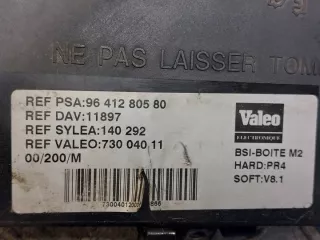 NE PAS LAISSER TOM
REF PSA:96 412 805 80
REF DAV:11897
REF SYLEA:140 292
REF VALEO:730 040 11
00/200/M
Valeo
ELECTRONIQUE
BSI-BOITE M2
HARD:PR4
SOFT:V8.1